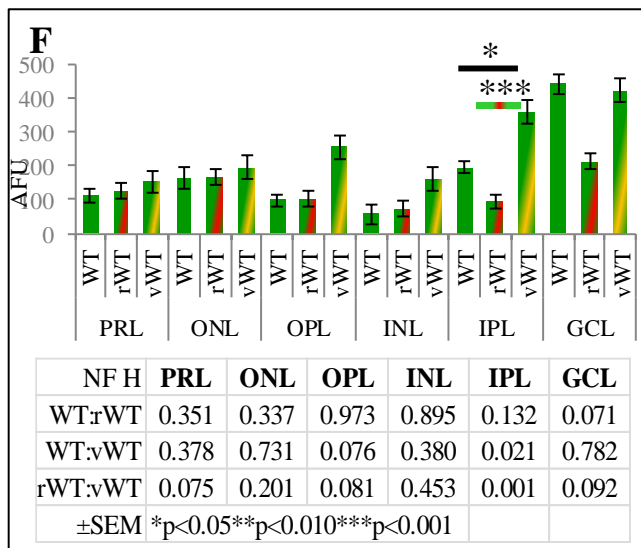 F
*
***
AFU
500
400
300
200
100
0
WT rWT vWT WT rWT vWT WT rWT vWT WT rWT vWT WT rWT vWT WT rWT vWT
PRL ONL OPL INL IPL GCL
NF H PRL ONL OPL INL IPL GCL
WT:rWT 0.351 0.337 0.973 0.895 0.132 0.071
WT:vWT 0.378 0.731 0.076 0.380 0.021 0.782
rWT:vWT 0.075 0.201 0.081 0.453 0.001 0.092
±SEM *p<0.05**p<0.010***p<0.001